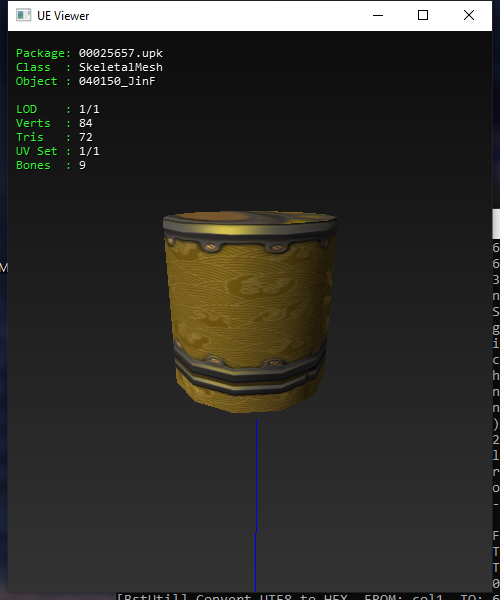 UE Viewer
Package: 00025657.upk
Class : SkeletalMesh
Object : 040150_JinF
LOD : 1/1
Verts : 84
Tris : 72
UV Set : 1/1
Bones : 9
M
6
6
3
n
S
g
i
c
h
n
n
)
2
l
r
o
-
F
T
T
0
[BstUtil] Convert UTF8 to HEX. FROM: col1, TO: 6